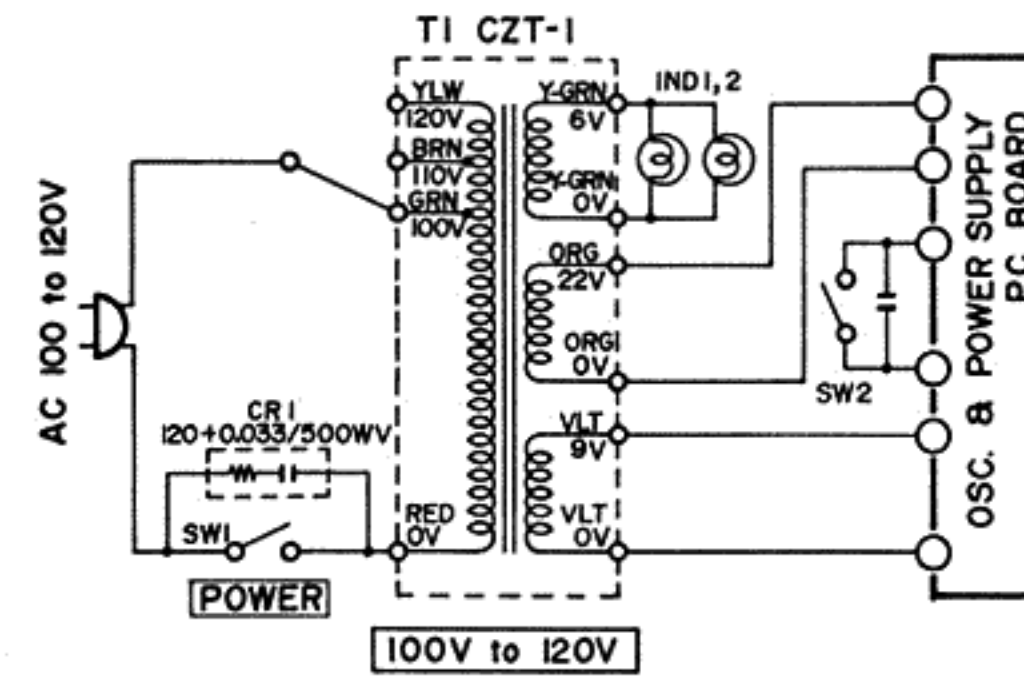 T1 CZT-1
YLW
120V
BRN
110V
GRN
100V
RED
0V
Y-GRN
6V
Y-GRN
0V
ORG
22V
ORG
0V
VLT
9V
VLT
0V
IND1,2
AC 100 to 120V
CR1
120+0.033/500WV
SW1
POWER
SW2
OSC. & POWER SUPPLY
P.C. BOARD
100V to 120V